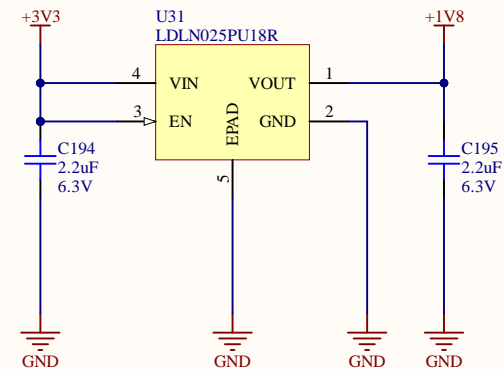 +3V3
U31
LDLN025PU18R
+1V8
4
VIN
VOUT
1
3
EN
EPAD
GND
2
5
C194
2.2uF
6.3V
C195
2.2uF
6.3V
GND
GND
GND
GND